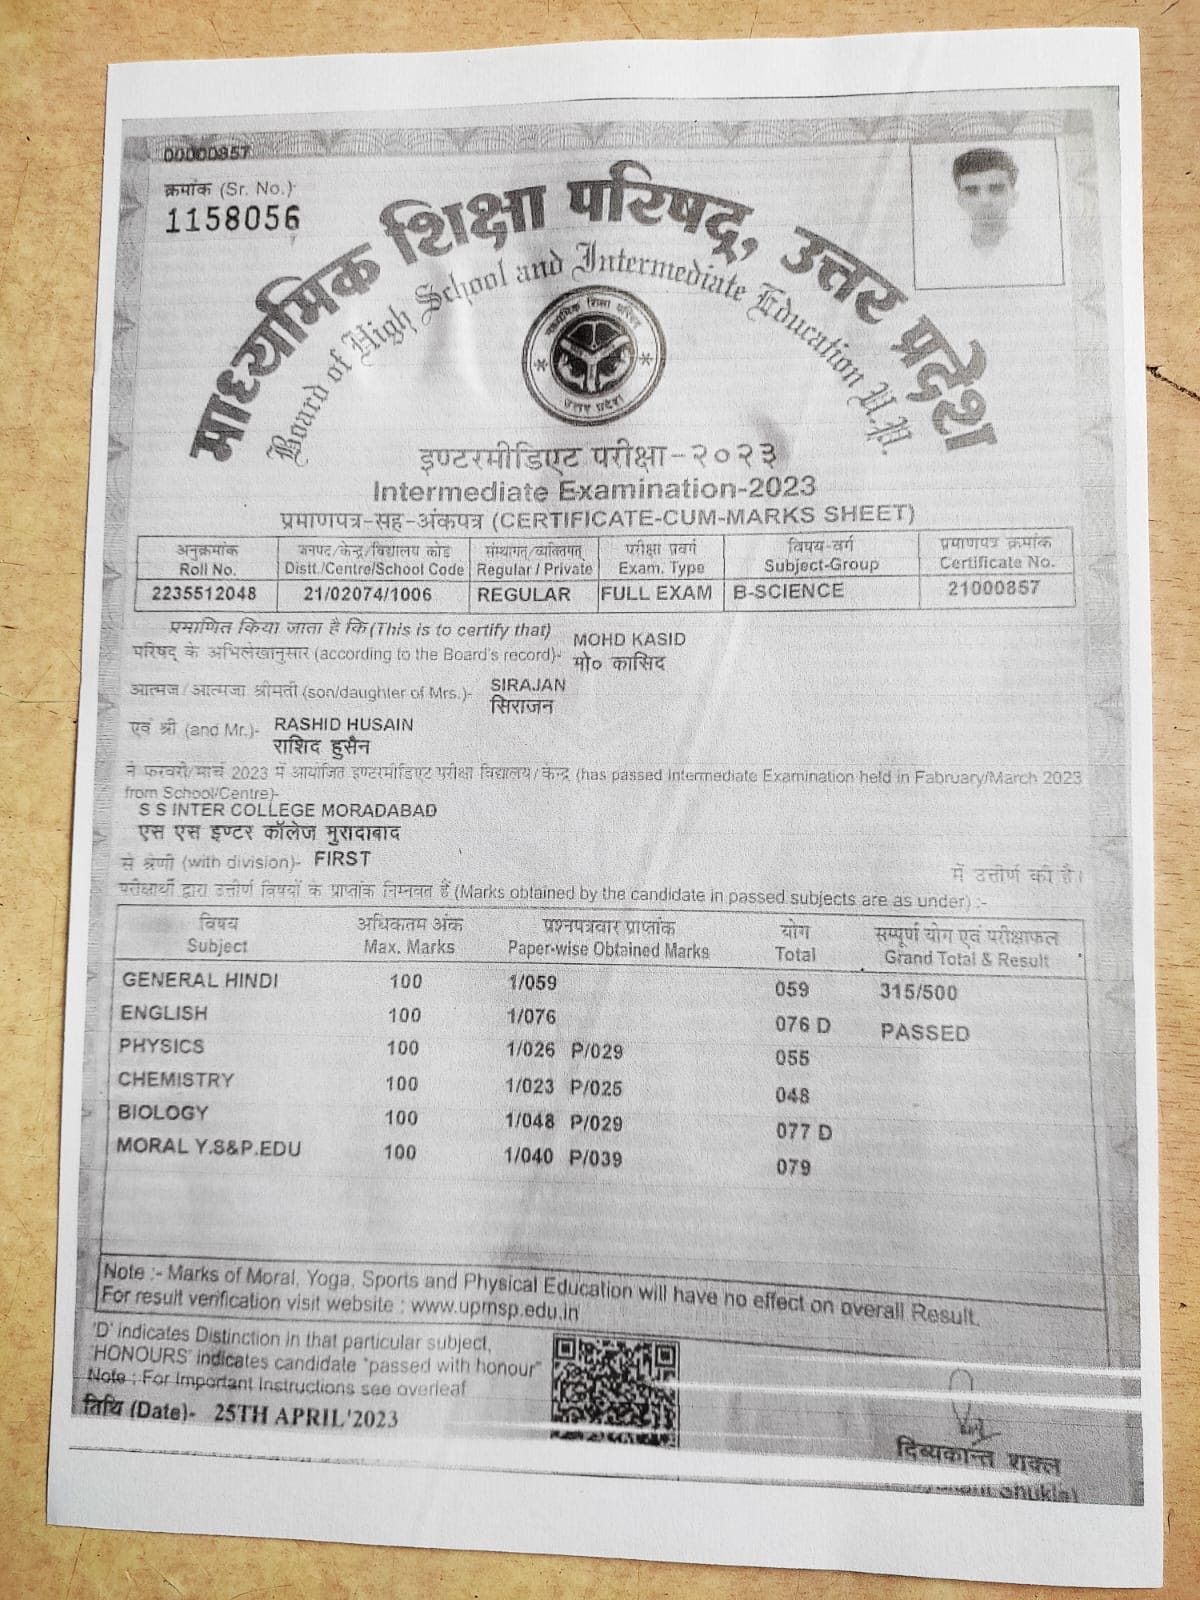 00000857
क्रमांक (Sr. No.)
1158056
माध्यमिक शिक्षा परिषद्, उत्तर प्रदेश
Board of High School and Intermediate Education U.P.
माध्यमिक शिक्षा परिषद
उत्तर प्रदेश
इण्टरमीडिएट परीक्षा-२०२३
Intermediate Examination-2023
प्रमाणपत्र-सह-अंकपत्र (CERTIFICATE-CUM-MARKS SHEET)
अनुक्रमांक जनपद/केन्द्र/विद्यालय कोड संस्थागत/व्यक्तिगत परीक्षा प्रवर्ग विषय-वर्ग प्रमाणपत्र क्रमांक
Roll No. Distt./Centre/School Code Regular / Private Exam. Type Subject-Group Certificate No.
2235512048 21/02074/1006 REGULAR FULL EXAM B-SCIENCE 21000857
प्रमाणित किया जाता है कि (This is to certify that) MOHD KASID
परिषद् के अभिलेखानुसार (according to the Board's record)- मो० कासिद
आत्मज/आत्मजा श्रीमती (son/daughter of Mrs.)- SIRAJAN
सिराजन
एवं श्री (and Mr.)- RASHID HUSAIN
राशिद हुसैन
ने फरवरी/मार्च 2023 में आयोजित इण्टरमीडिएट परीक्षा विद्यालय/केन्द्र (has passed Intermediate Examination held in Fabruary/March 2023
from School/Centre)-
S S INTER COLLEGE MORADABAD
एस एस इण्टर कॉलेज मुरादाबाद
से श्रेणी (with division)- FIRST में उत्तीर्ण की है।
परीक्षार्थी द्वारा उत्तीर्ण विषयों के प्राप्तांक निम्नवत हैं (Marks obtained by the candidate in passed subjects are as under) :-
विषय अधिकतम अंक प्रश्नपत्रवार प्राप्तांक योग सम्पूर्ण योग एवं परीक्षाफल
Subject Max. Marks Paper-wise Obtained Marks Total Grand Total & Result
GENERAL HINDI 100 1/059 059 315/500
ENGLISH 100 1/076 076 D PASSED
PHYSICS 100 1/026 P/029 055
CHEMISTRY 100 1/023 P/025 048
BIOLOGY 100 1/048 P/029 077 D
MORAL Y.S&P.EDU 100 1/040 P/039 079
Note :- Marks of Moral, Yoga, Sports and Physical Education will have no effect on overall Result.
For result verification visit website : www.upmsp.edu.in
'D' indicates Distinction in that particular subject,
'HONOURS' indicates candidate "passed with honour"
Note : For Important Instructions see overleaf
तिथि (Date)- 25TH APRIL'2023
दिव्यकान्त शुक्ल
Shukla)